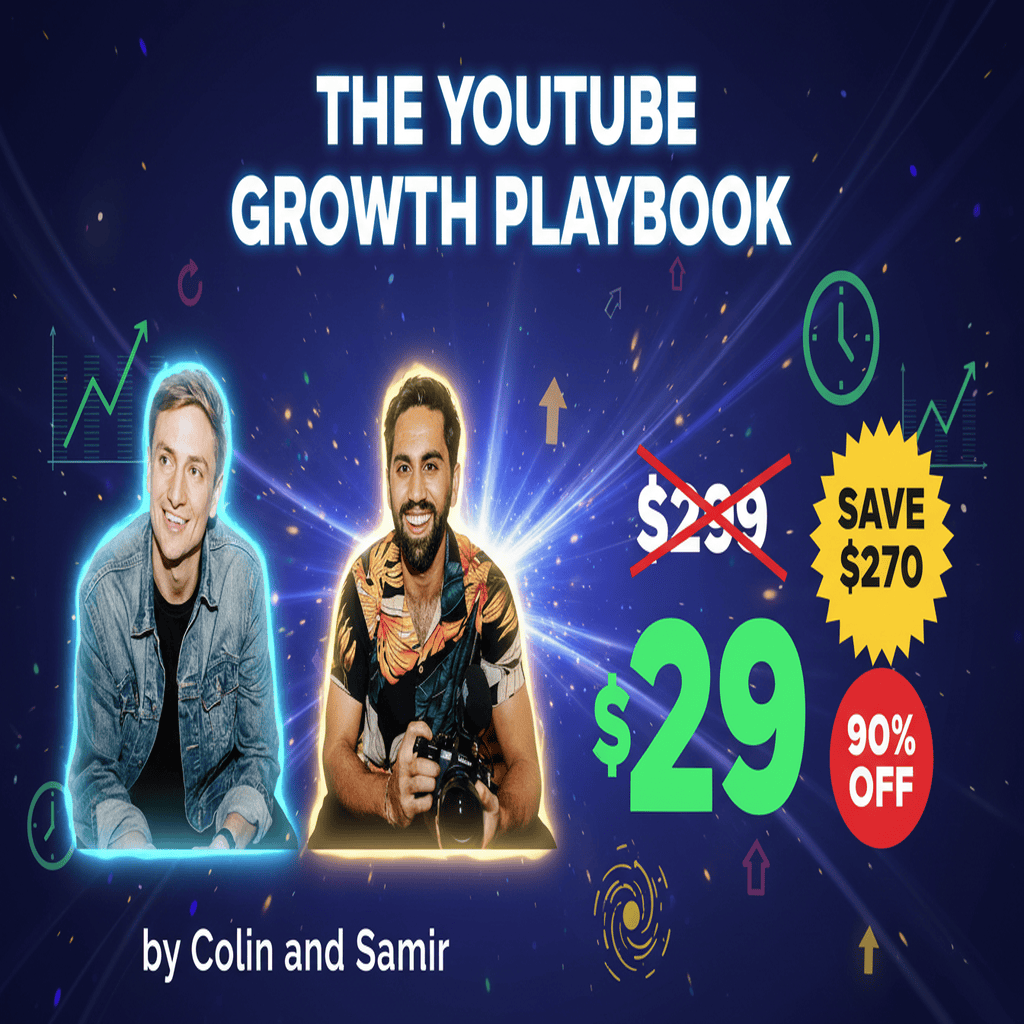 THE YOUTUBE
GROWTH PLAYBOOK
$299
SAVE
$270
$29
90%
OFF
by Colin and Samir